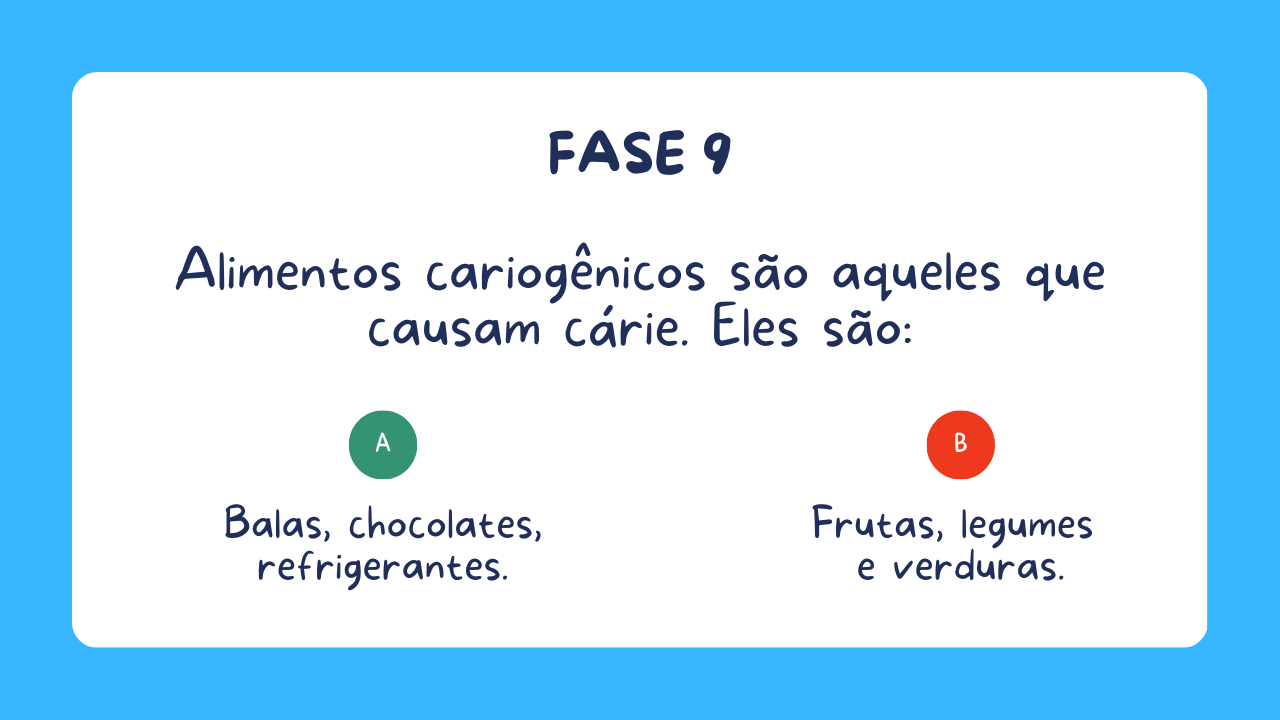 FASE 9
Alimentos cariogênicos são aqueles que
causam cárie. Eles são:
A
Balas, chocolates,
refrigerantes.
B
Frutas, legumes
e verduras.